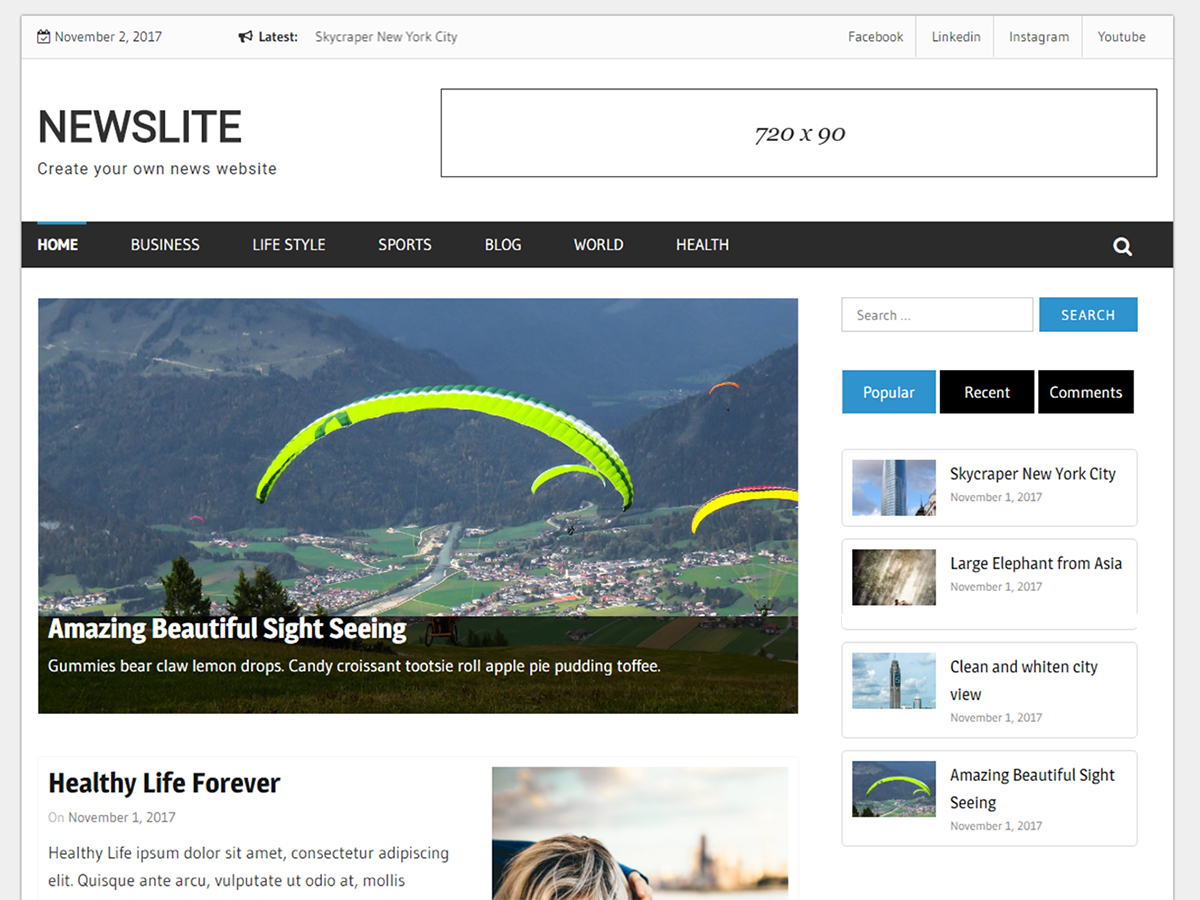 November 2, 2017
Latest: Skycraper New York City
Facebook Linkedin Instagram Youtube
NEWSLITE
Create your own news website
720 x 90
HOME BUSINESS LIFE STYLE SPORTS BLOG WORLD HEALTH
Amazing Beautiful Sight Seeing
Gummies bear claw lemon drops. Candy croissant tootsie roll apple pie pudding toffee.
Healthy Life Forever
On November 1, 2017
Healthy Life ipsum dolor sit amet, consectetur adipiscing
elit. Quisque ante arcu, vulputate ut odio at, mollis
Search ...
SEARCH
Popular Recent Comments
Skycraper New York City
November 1, 2017
Large Elephant from Asia
November 1, 2017
Clean and whiten city
view
November 1, 2017
Amazing Beautiful Sight
Seeing
November 1, 2017